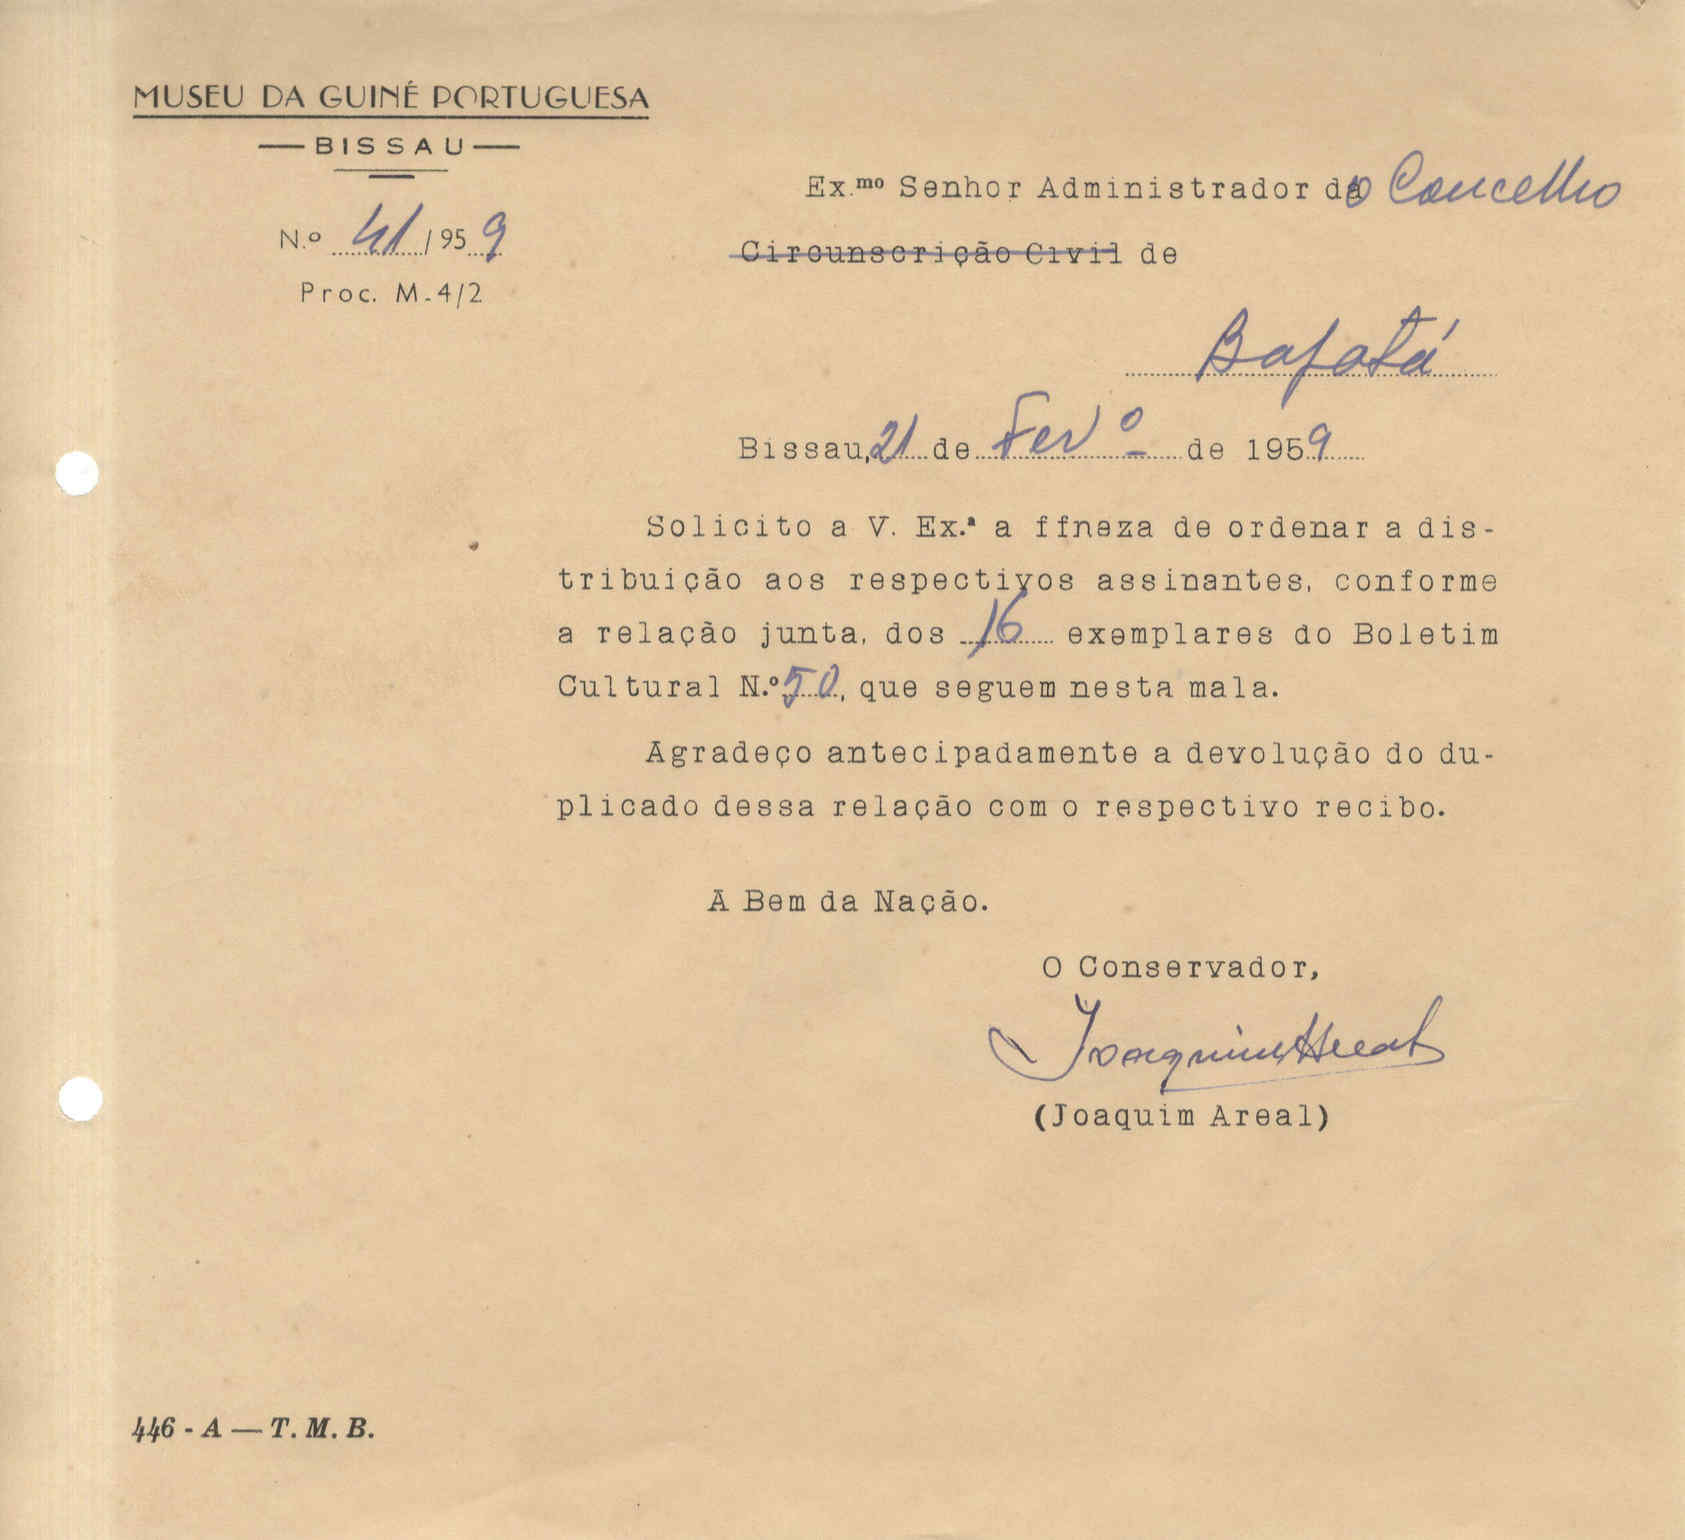 MUSEU DA GUINÉ PORTUGUESA
BISSAU
N.º 41/1959
Proc. M-4/2
Ex.mo Senhor Administrador do Concelho
Circunscrição Civil de
Bafatá
Bissau, 21 de Fevº de 1959
Solicito a V. Ex.ª a ffneza de ordenar a dis-
tribuição aos respectivos assinantes, conforme
a relação junta, dos 16 exemplares do Boletim
Cultural N.º 50, que seguem nesta mala.
Agradeço antecipadamente a devolução do du-
plicado dessa relação com o respectivo recibo.
A Bem da Nação.
O Conservador,
Joaquim Areal
(Joaquim Areal)
446 - A — T. M. B.